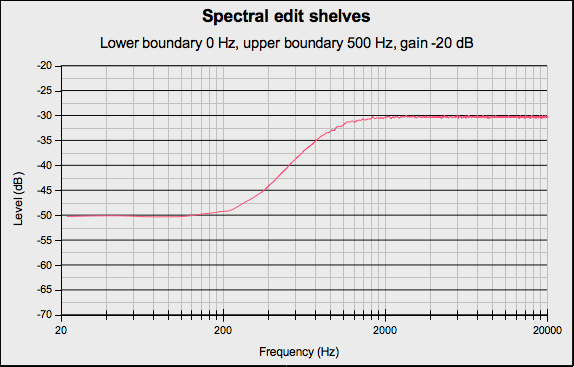 Spectral edit shelves
Lower boundary 0 Hz, upper boundary 500 Hz, gain -20 dB
-20
-25
-30
-35
-40
-45
-50
-55
-60
-65
-70
Level (dB)
20 200 2000 20000
Frequency (Hz)